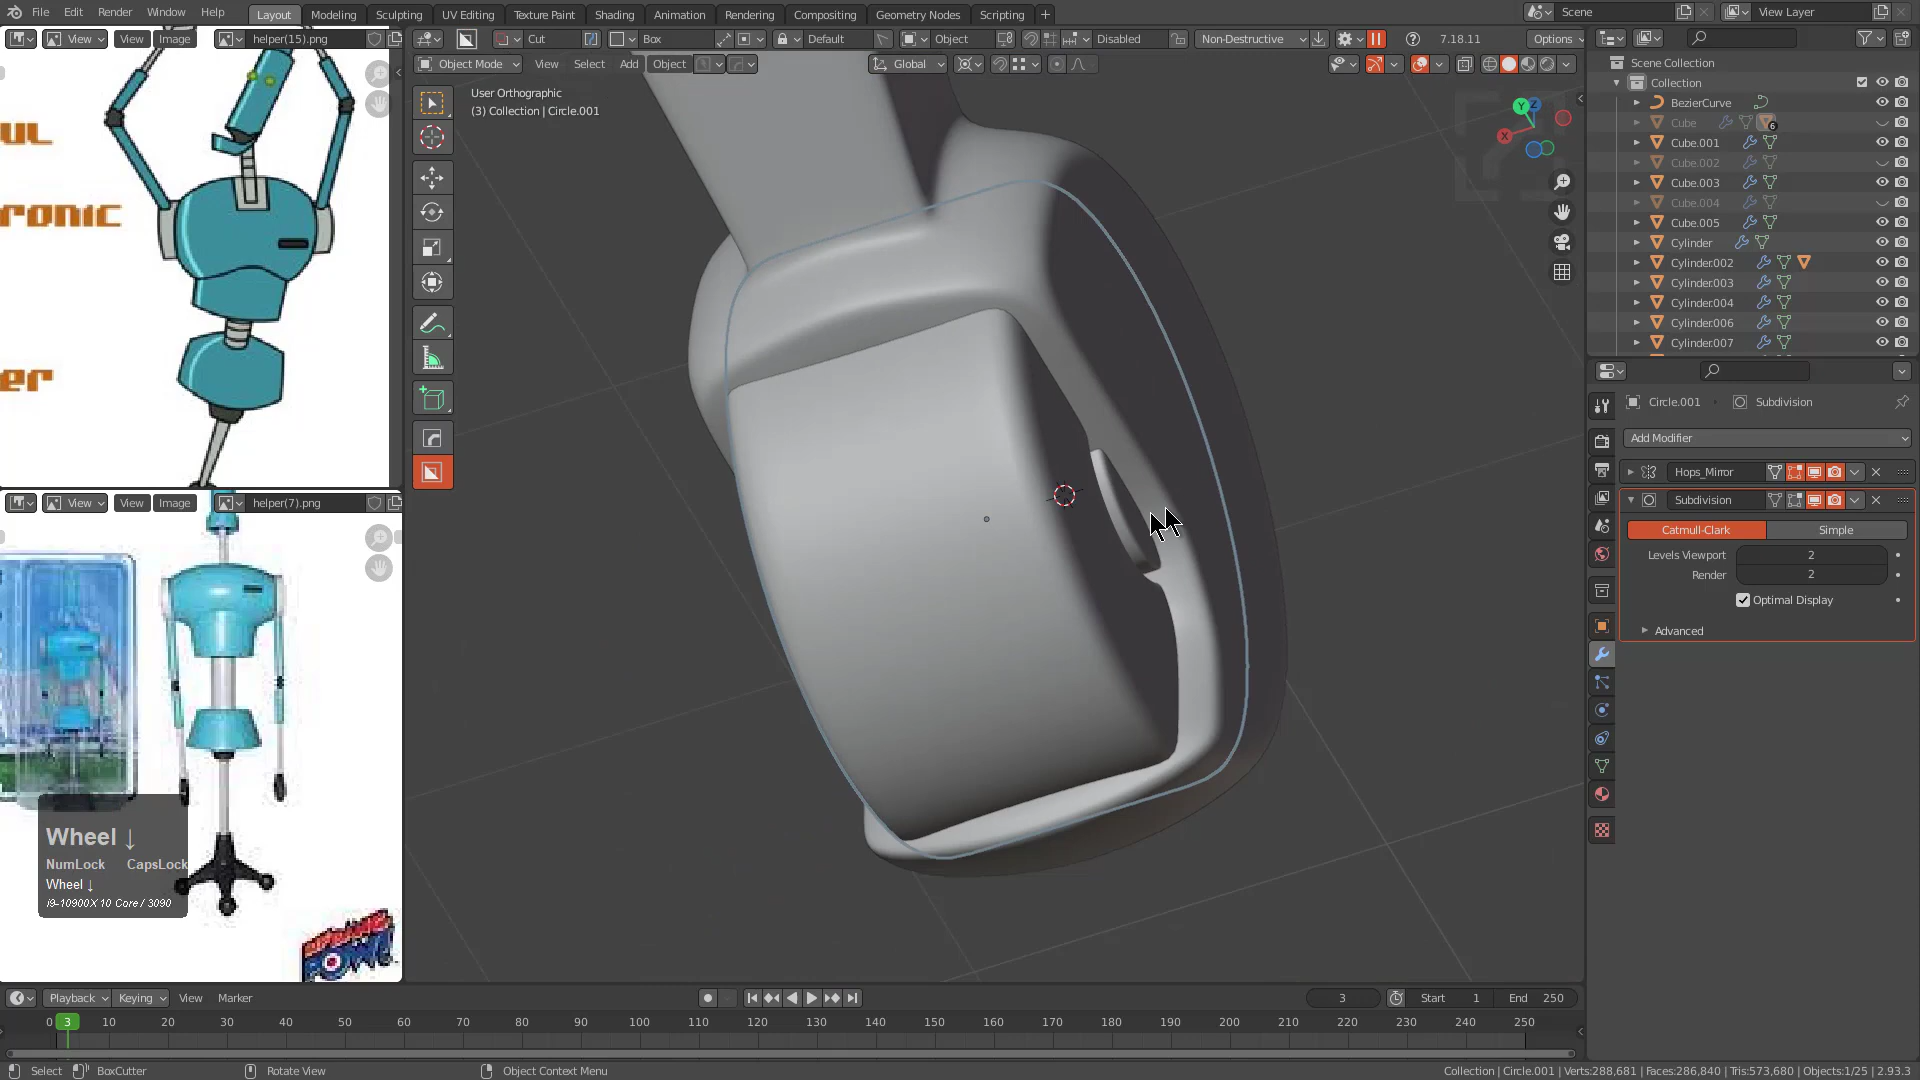 File Edit Render Window Help
Layout Modeling Sculpting UV Editing Texture Paint Shading Animation Rendering Compositing Geometry Nodes Scripting +
Scene
View Layer
View View Image helper(15).png
Cut Box Default Object Disabled Non-Destructive 7.18.11 Options
Object Mode View Select Add Object Global
User Orthographic
(3) Collection | Circle.001
Y
Z
X
UL
RONIC
ER
View View Image helper(7).png
Wheel ↓
NumLock CapsLock
Wheel ↓
i9-10900X 10 Core / 3090
Scene Collection
Collection
BezierCurve
Cube 6
Cube.001
Cube.002
Cube.003
Cube.004
Cube.005
Cylinder
Cylinder.002
Cylinder.003
Cylinder.004
Cylinder.006
Cylinder.007
Circle.001 Subdivision
Add Modifier
Hops_Mirror
Subdivision
Catmull-Clark Simple
Levels Viewport 2
Render 2
Optimal Display
Advanced
Playback Keying View Marker
3 Start 1 End 250
0 3 10 20 30 40 50 60 70 80 90 100 110 120 130 140 150 160 170 180 190 200 210 220 230 240 250
Select BoxCutter Rotate View Object Context Menu
Collection | Circle.001 | Verts:288,681 | Faces:286,840 | Tris:573,680 | Objects:1/25 | 2.93.3